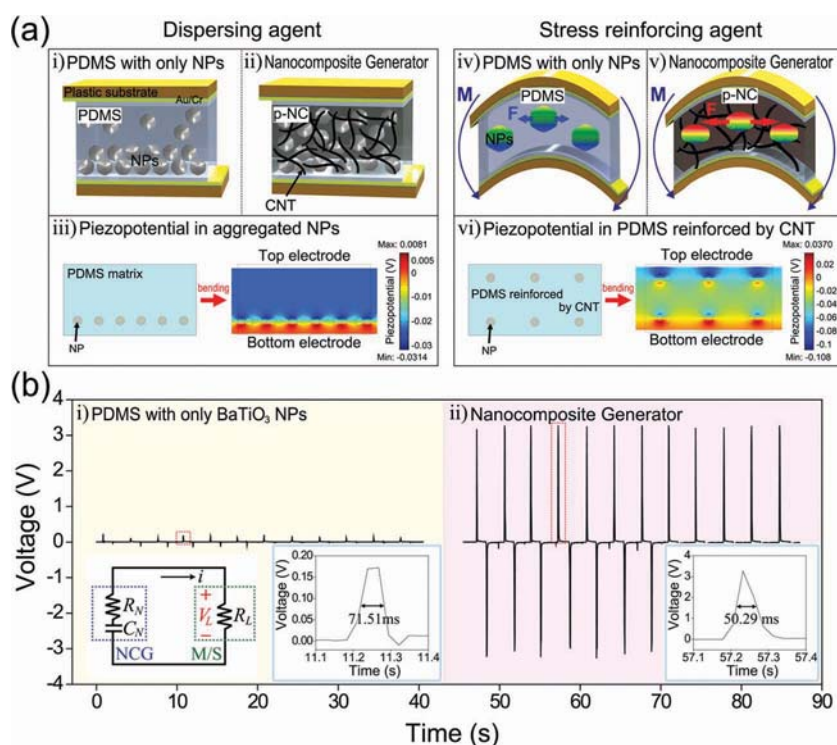 (a)
Dispersing agent
Stress reinforcing agent
i) PDMS with only NPs
ii) Nanocomposite Generator
Plastic substrate
Au/Cr
PDMS
NPs
p-NC
CNT
iv) PDMS with only NPs
v) Nanocomposite Generator
M
PDMS
F
NPs
M
p-NC
F
M
iii) Piezopotential in aggregated NPs
PDMS matrix
NP
bending
Top electrode
Bottom electrode
Max: 0.0081
0.005
0
-0.01
-0.02
-0.03
Min: -0.0314
Piezopotential (V)
vi) Piezopotential in PDMS reinforced by CNT
PDMS reinforced
by CNT
NP
bending
Top electrode
Bottom electrode
Max: 0.0370
0.02
0
-0.02
-0.04
-0.06
-0.08
-0.1
Min: -0.108
Piezopotential (V)
(b)
i) PDMS with only BaTiO3 NPs
ii) Nanocomposite Generator
Voltage (V)
4
3
2
1
0
-1
-2
-3
-4
i
RN
CN
NCG
+
VL
−
RL
M/S
Voltage (V)
0.20
0.15
0.10
0.05
0.00
71.51ms
11.1 11.2 11.3 11.4
Time (s)
Voltage (V)
4
3
2
1
0
-1
50.29 ms
57.1 57.2 57.3 57.4
Time (s)
0 10 20 30 40 50 60 70 80 90
Time (s)